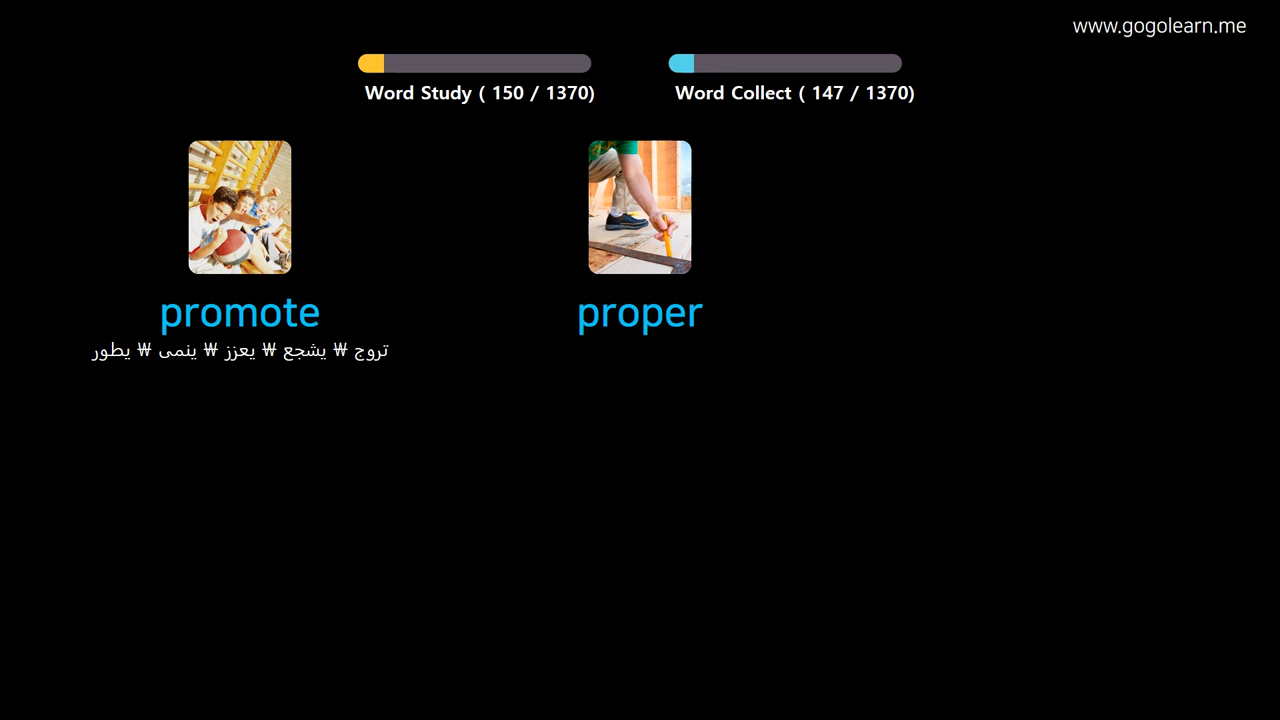 www.gogolearn.me
Word Study ( 150 / 1370)
Word Collect ( 147 / 1370)
promote
proper
تروج ₩ يشجع ₩ يعزز ₩ ينمى ₩ يطور